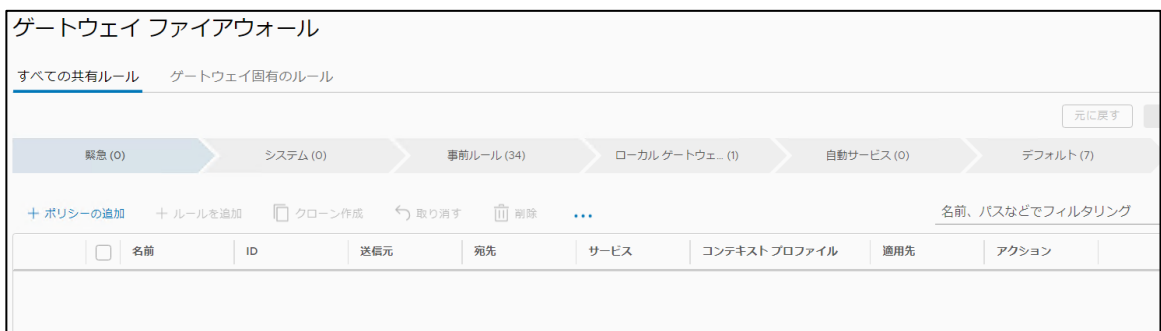 ゲートウェイ ファイアウォール
すべての共有ルール ゲートウェイ固有のルール
元に戻す
緊急 (0) システム (0) 事前ルール (34) ローカル ゲートウェ... (1) 自動サービス (0) デフォルト (7)
+ ポリシーの追加 + ルールを追加 クローン作成 取り消す 削除 ... 名前、パスなどでフィルタリング
名前 ID 送信元 宛先 サービス コンテキスト プロファイル 適用先 アクション